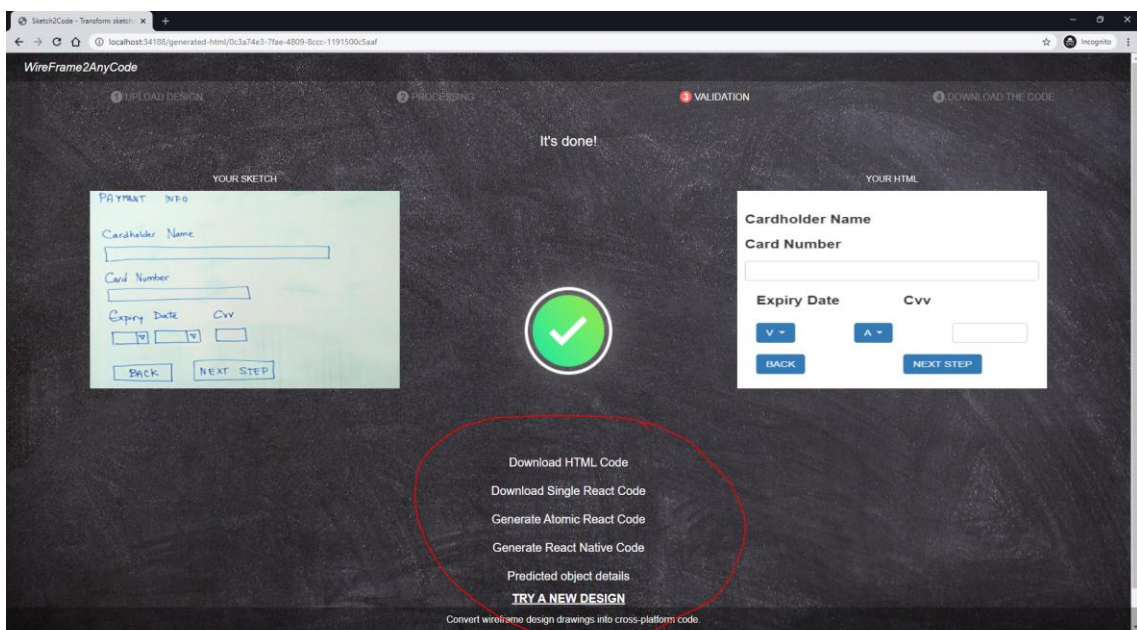 Sketch2Code - Transform sketch
localhost:34188/generated-html/0c3a74e3-7fae-4809-8ccc-1191500c5aaf
Incognito
WireFrame2AnyCode
1 UPLOAD DESIGN
2 PROCESSING
3 VALIDATION
4 DOWNLOAD THE CODE
It's done!
YOUR SKETCH
PAYMANT INFO
Cardholder Name
Card Number
Expiry Date Cvv
BACK NEXT STEP
YOUR HTML
Cardholder Name
Card Number
Expiry Date Cvv
V A
BACK NEXT STEP
Download HTML Code
Download Single React Code
Generate Atomic React Code
Generate React Native Code
Predicted object details
TRY A NEW DESIGN
Convert wireframe design drawings into cross-platform code.